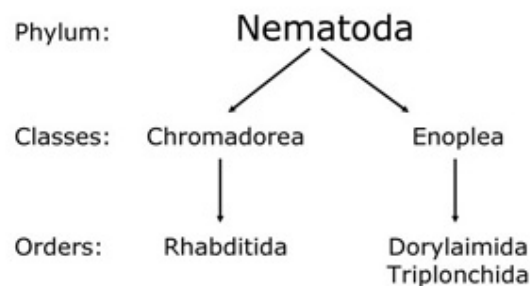 Phylum: Nematoda
Classes: Chromadorea Enoplea
Orders: Rhabditida Dorylaimida
Triplonchida